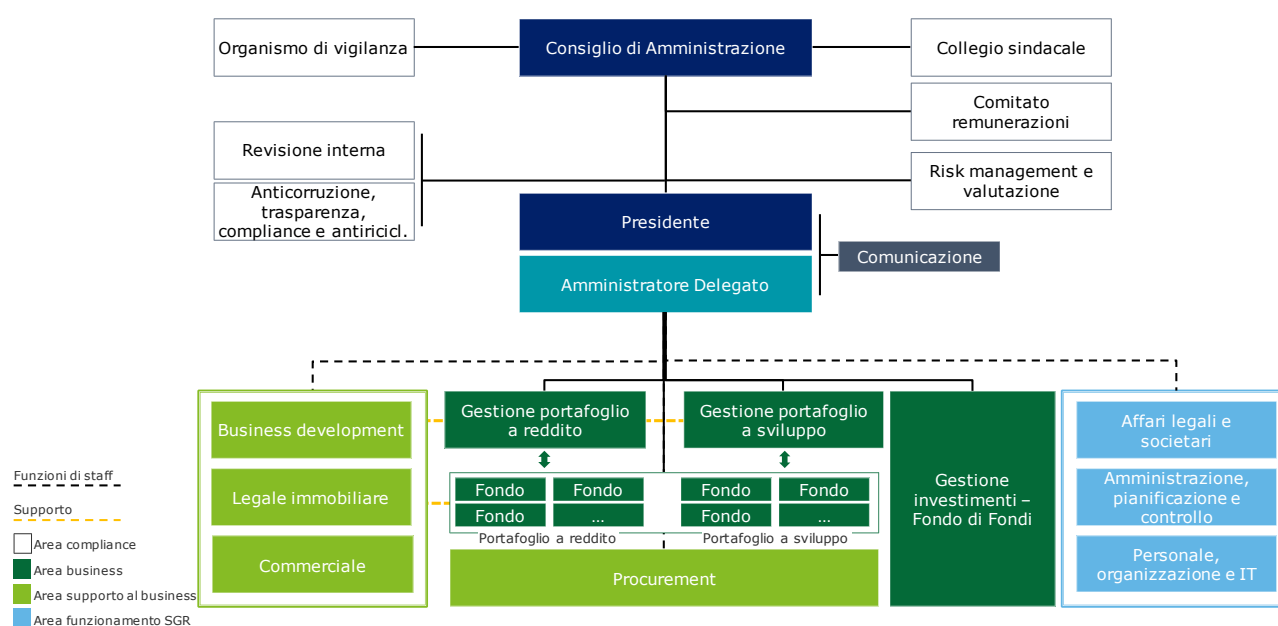 Organismo di vigilanza
Consiglio di Amministrazione
Collegio sindacale
Comitato
remunerazioni
Revisione interna
Risk management e
valutazione
Anticorruzione,
trasparenza,
compliance e antiricicl.
Presidente
Comunicazione
Amministratore Delegato
Business development
Legale immobiliare
Commerciale
Gestione portafoglio
a reddito
Gestione portafoglio
a sviluppo
Fondo
Fondo
Fondo
...
Portafoglio a reddito
Fondo
Fondo
Fondo
...
Portafoglio a sviluppo
Procurement
Gestione
investimenti –
Fondo di Fondi
Affari legali e
societari
Amministrazione,
pianificazione e
controllo
Personale,
organizzazione e IT
Funzioni di staff
Supporto
Area compliance
Area business
Area supporto al business
Area funzionamento SGR